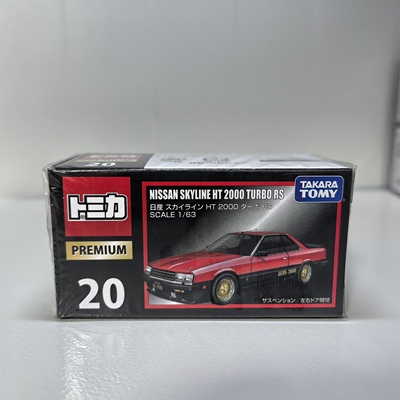 トミカ
PREMIUM
20
NISSAN SKYLINE HT 2000 TURBO RS
日産 スカイライン HT 2000 ターボ RS
SCALE 1/63
TAKARA
TOMY
サスペンション／左右ドア開閉